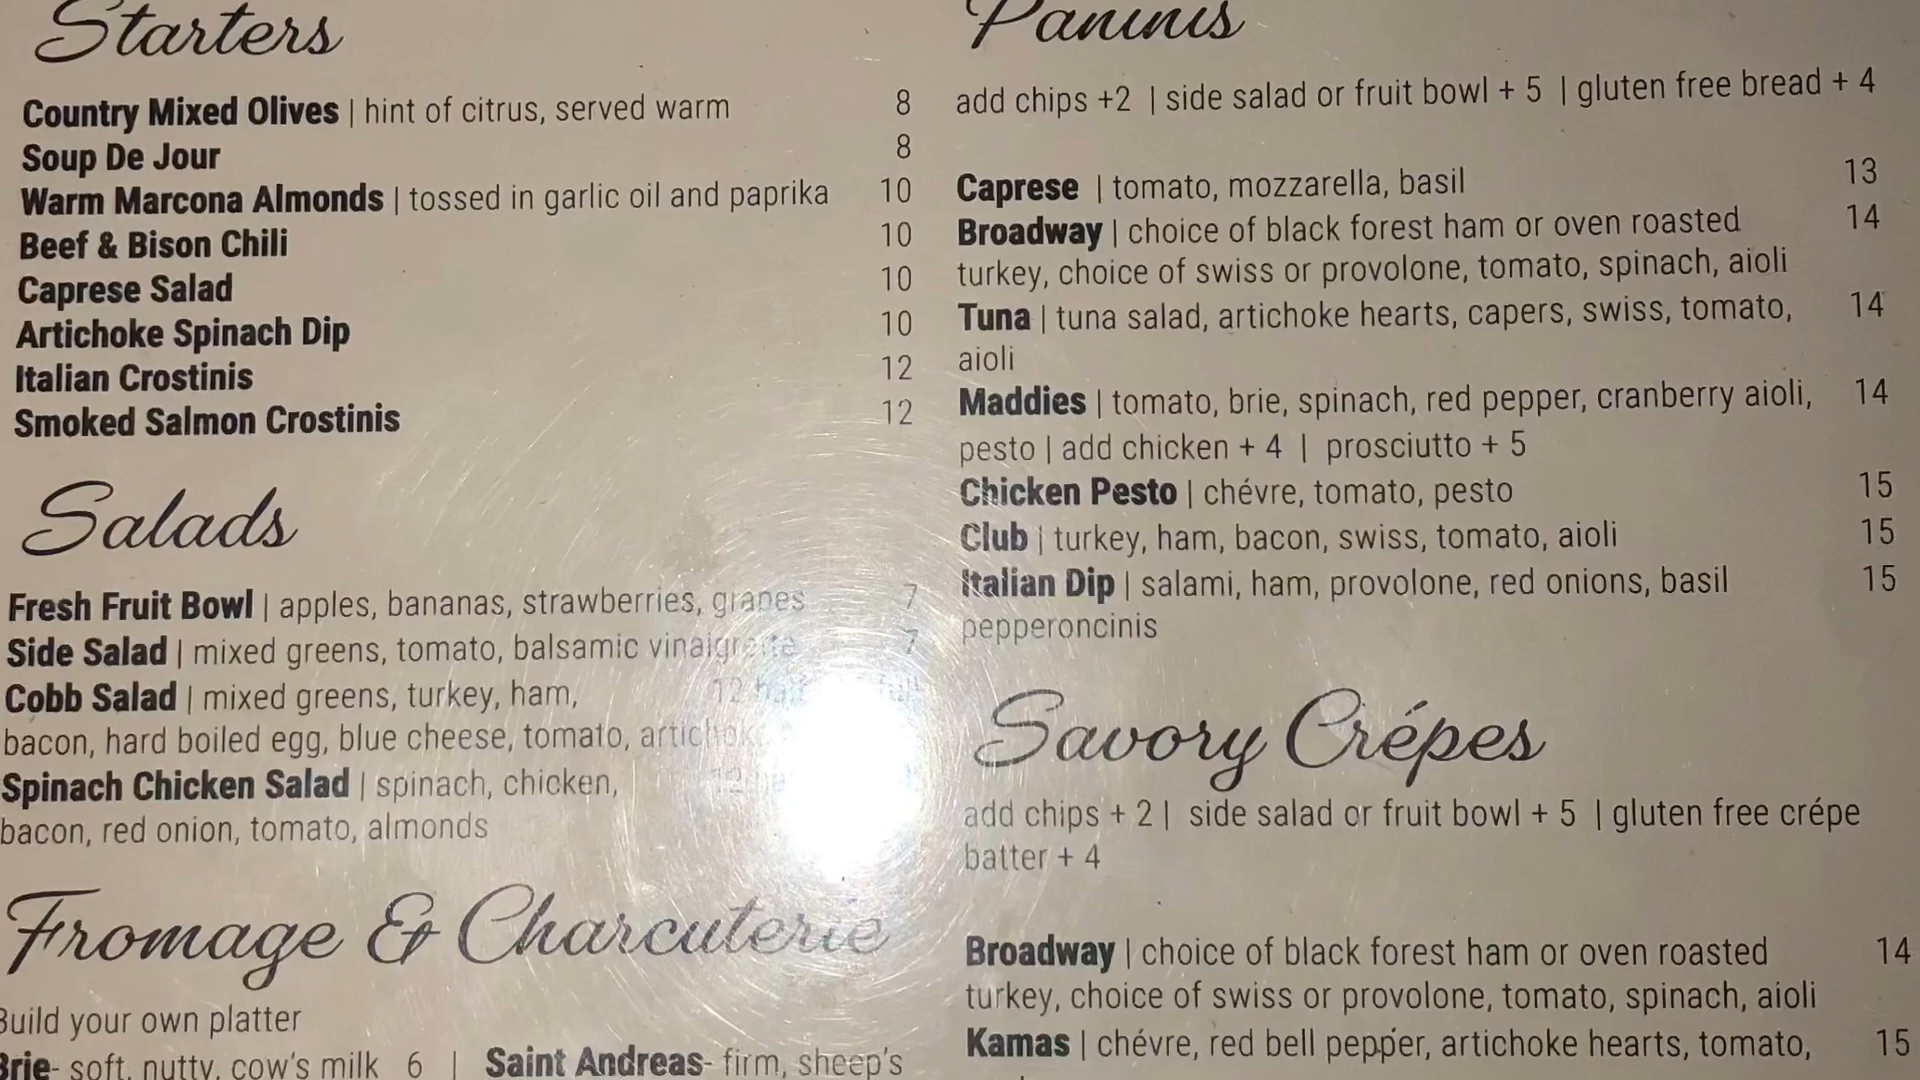 Starters
Country Mixed Olives | hint of citrus, served warm 8
Soup De Jour 8
Warm Marcona Almonds | tossed in garlic oil and paprika 10
Beef & Bison Chili 10
Caprese Salad 10
Artichoke Spinach Dip 10
Italian Crostinis 12
Smoked Salmon Crostinis 12
Salads
Fresh Fruit Bowl | apples, bananas, strawberries, grapes 7
Side Salad | mixed greens, tomato, balsamic vinaigrette 7
Cobb Salad | mixed greens, turkey, ham, 12
bacon, hard boiled egg, blue cheese, tomato,
Spinach Chicken Salad | spinach, chicken, 12
bacon, red onion, tomato, almonds
Fromage & Charcuterie
Build your own platter
Brie- soft, nutty, cow's milk 6 | Saint Andreas- firm, sheep's
Paninis
add chips +2 | side salad or fruit bowl + 5 | gluten free bread + 4
Caprese | tomato, mozzarella, basil 13
Broadway | choice of black forest ham or oven roasted 14
turkey, choice of swiss or provolone, tomato, spinach, aioli
Tuna | tuna salad, artichoke hearts, capers, swiss, tomato, 14
aioli
Maddies | tomato, brie, spinach, red pepper, cranberry aioli, 14
pesto | add chicken + 4 | prosciutto + 5
Chicken Pesto | chévre, tomato, pesto 15
Club | turkey, ham, bacon, swiss, tomato, aioli 15
Italian Dip | salami, ham, provolone, red onions, basil 15
pepperoncinis
Savory Crépes
add chips + 2 | side salad or fruit bowl + 5 | gluten free crépe
batter + 4
Broadway | choice of black forest ham or oven roasted 14
turkey, choice of swiss or provolone, tomato, spinach, aioli
Kamas | chévre, red bell pepper, artichoke hearts, tomato, 15